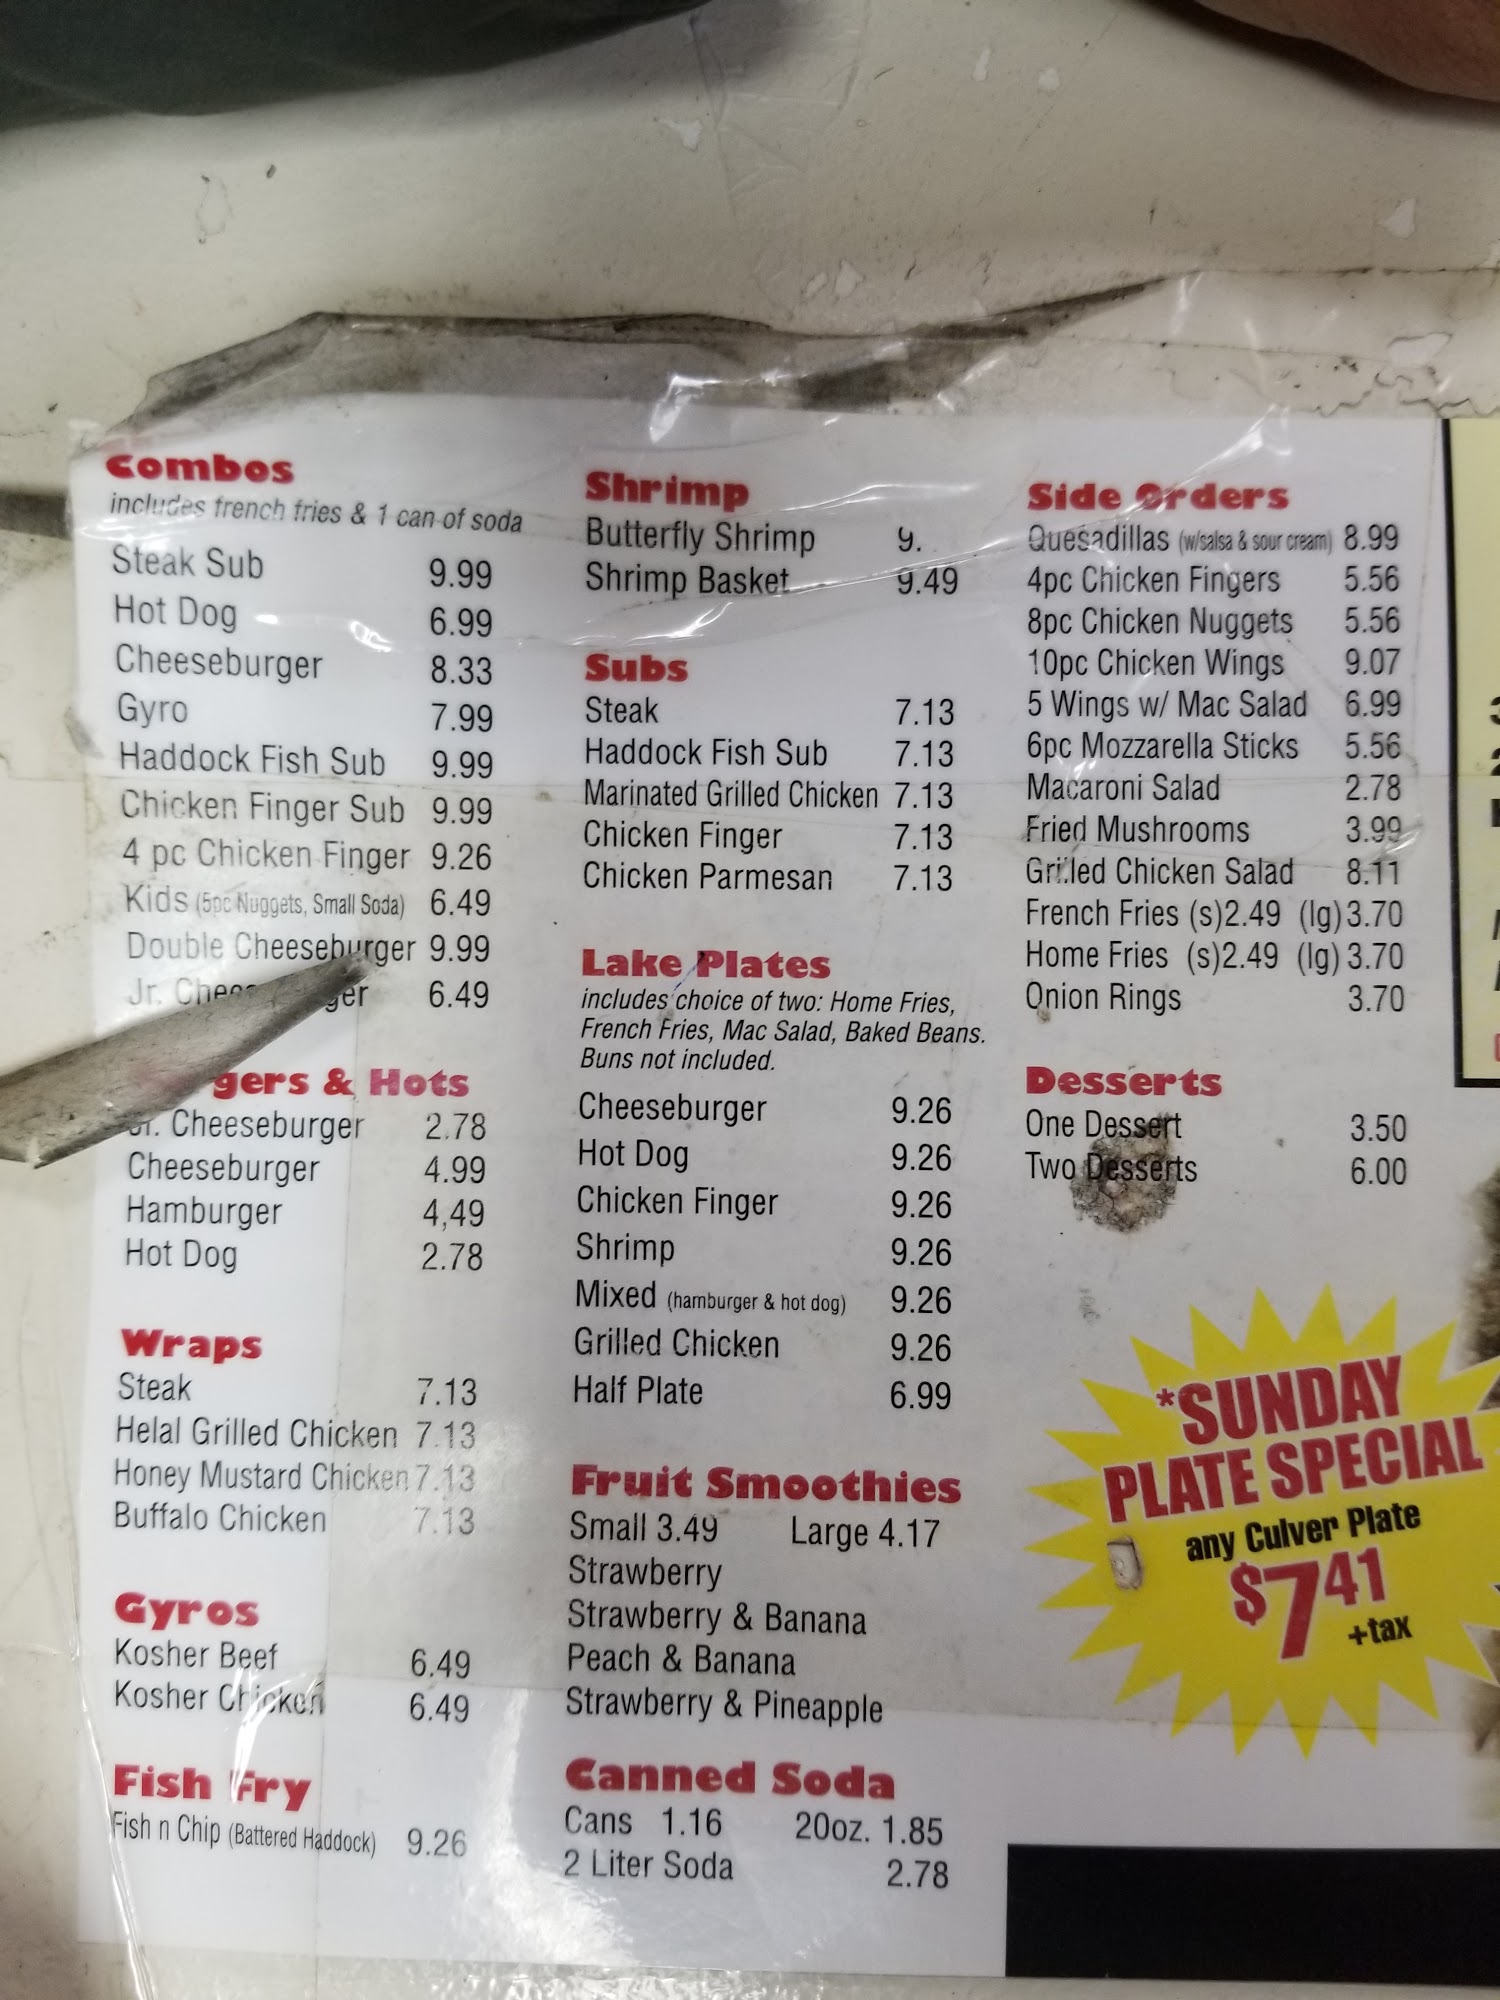 Combos
includes french fries & 1 can of soda
Steak Sub 9.99
Hot Dog 6.99
Cheeseburger 8.33
Gyro 7.99
Haddock Fish Sub 9.99
Chicken Finger Sub 9.99
4 pc Chicken Finger 9.26
Kids (5pc Nuggets, Small Soda) 6.49
Double Cheeseburger 9.99
Jr. 6.49
& Hots
Jr. Cheeseburger 2.78
Cheeseburger 4.99
Hamburger 4,49
Hot Dog 2.78
Wraps
Steak 7.13
Helal Grilled Chicken 7.13
Honey Mustard Chicken 7.13
Buffalo Chicken 7.13
Gyros
Kosher Beef 6.49
Kosher Chicken 6.49
Fish Fry
Fish n Chip (Battered Haddock) 9.26
Shrimp
Butterfly Shrimp 9.
Shrimp Basket 9.49
Subs
Steak 7.13
Haddock Fish Sub 7.13
Marinated Grilled Chicken 7.13
Chicken Finger 7.13
Chicken Parmesan 7.13
Lake Plates
includes choice of two: Home Fries,
French Fries, Mac Salad, Baked Beans.
Buns not included.
Cheeseburger 9.26
Hot Dog 9.26
Chicken Finger 9.26
Shrimp 9.26
Mixed (hamburger & hot dog) 9.26
Grilled Chicken 9.26
Half Plate 6.99
Fruit Smoothies
Small 3.49 Large 4.17
Strawberry
Strawberry & Banana
Peach & Banana
Strawberry & Pineapple
Canned Soda
Cans 1.16 20oz. 1.85
2 Liter Soda 2.78
Side Orders
Quesadillas (w/salsa & sour cream) 8.99
4pc Chicken Fingers 5.56
8pc Chicken Nuggets 5.56
10pc Chicken Wings 9.07
5 Wings w/ Mac Salad 6.99
6pc Mozzarella Sticks 5.56
Macaroni Salad 2.78
Fried Mushrooms 3.99
Grilled Chicken Salad 8.11
French Fries (s)2.49 (lg)3.70
Home Fries (s)2.49 (lg)3.70
Onion Rings 3.70
Desserts
One Dessert 3.50
Two Desserts 6.00
*SUNDAY
PLATE SPECIAL
any Culver Plate
$7 41
+tax